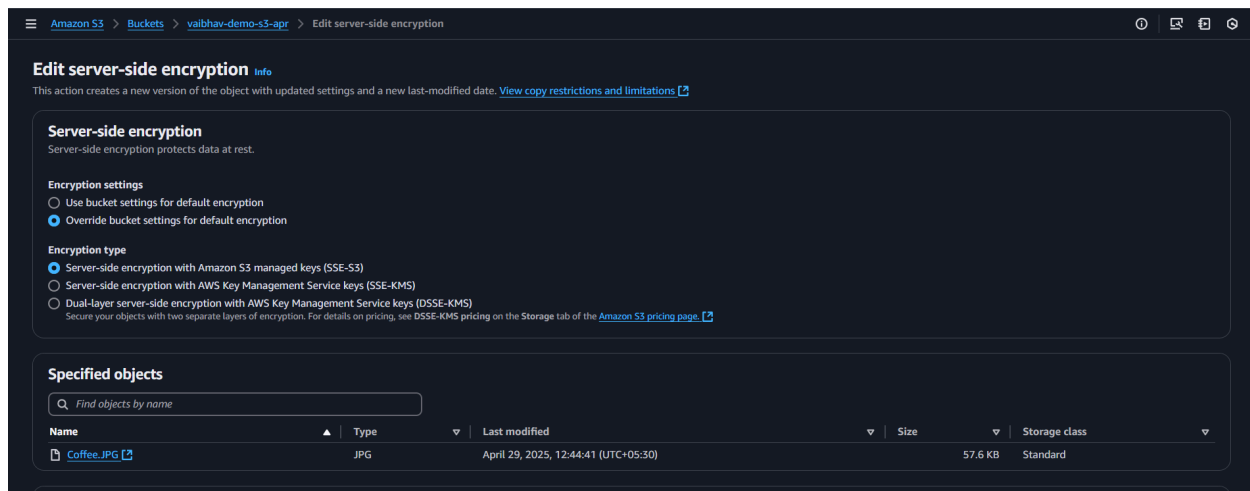 Amazon S3 > Buckets > vaibhav-demo-s3-apr > Edit server-side encryption
Edit server-side encryption Info
This action creates a new version of the object with updated settings and a new last-modified date. View copy restrictions and limitations
Server-side encryption
Server-side encryption protects data at rest.
Encryption settings
Use bucket settings for default encryption
Override bucket settings for default encryption
Encryption type
Server-side encryption with Amazon S3 managed keys (SSE-S3)
Server-side encryption with AWS Key Management Service keys (SSE-KMS)
Dual-layer server-side encryption with AWS Key Management Service keys (DSSE-KMS)
Secure your objects with two separate layers of encryption. For details on pricing, see DSSE-KMS pricing on the Storage tab of the Amazon S3 pricing page.
Specified objects
Find objects by name
Name Type Last modified Size Storage class
Coffee.JPG JPG April 29, 2025, 12:44:41 (UTC+05:30) 57.6 KB Standard